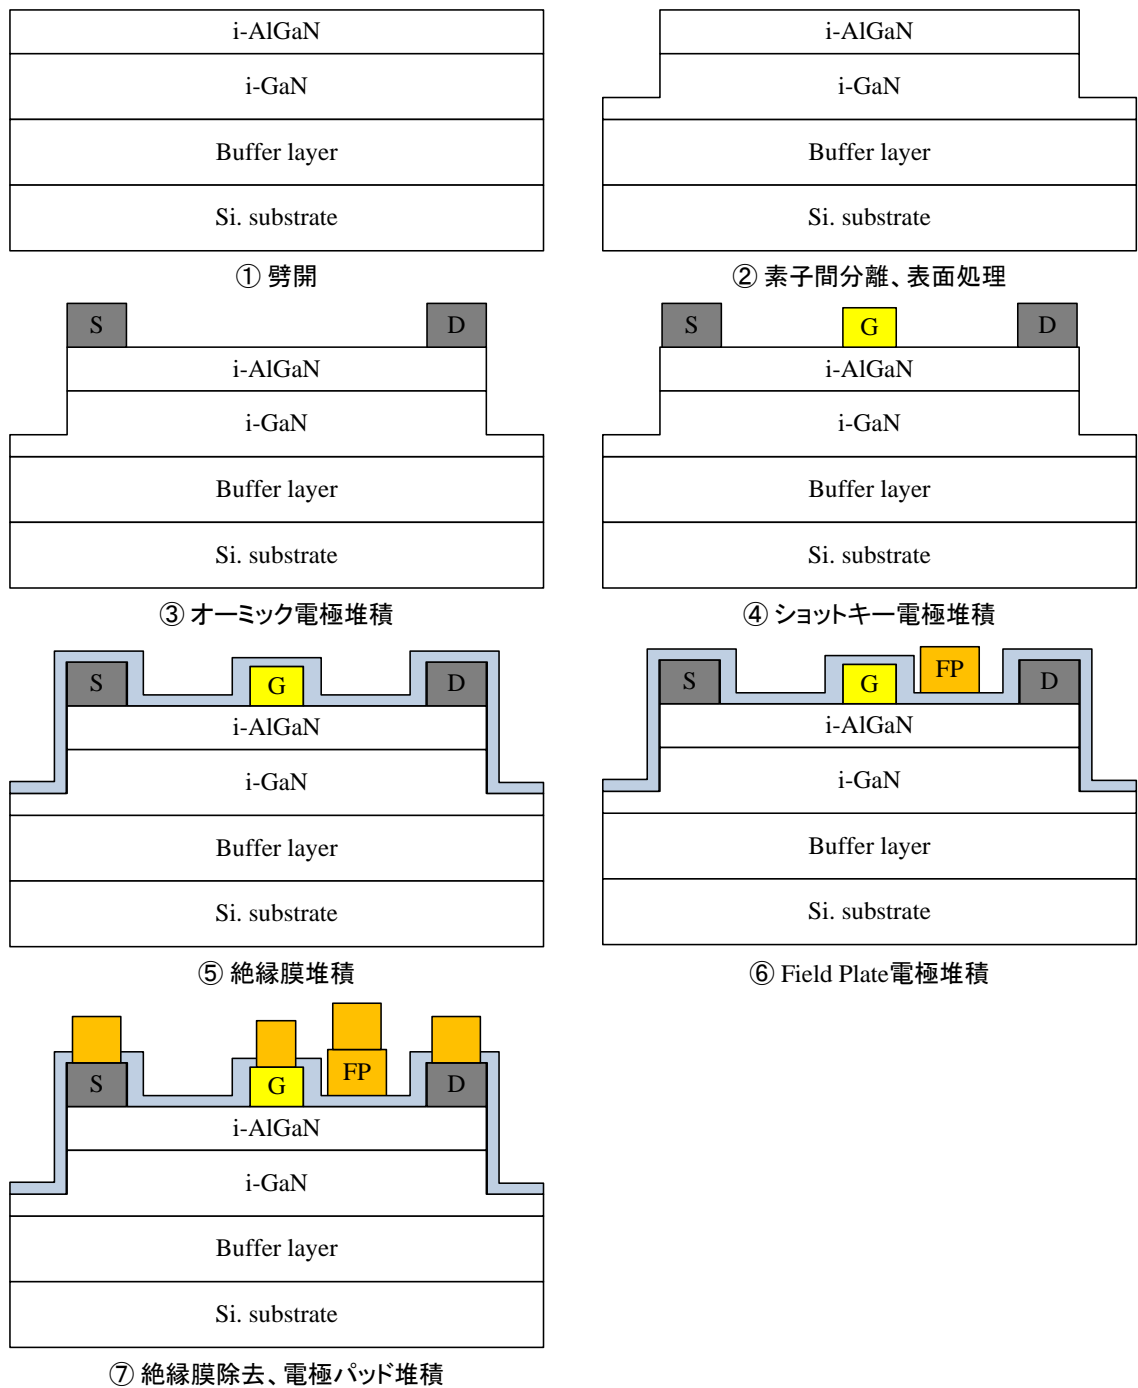 i-AlGaN
i-GaN
Buffer layer
Si. substrate
① 劈開
i-AlGaN
i-GaN
Buffer layer
Si. substrate
② 素子間分離、表面処理
S D
i-AlGaN
i-GaN
Buffer layer
Si. substrate
③ オーミック電極堆積
S G D
i-AlGaN
i-GaN
Buffer layer
Si. substrate
④ ショットキー電極堆積
S G D
i-AlGaN
i-GaN
Buffer layer
Si. substrate
⑤ 絶縁膜堆積
S G FP D
i-AlGaN
i-GaN
Buffer layer
Si. substrate
⑥ Field Plate電極堆積
S G FP D
i-AlGaN
i-GaN
Buffer layer
Si. substrate
⑦ 絶縁膜除去、電極パッド堆積